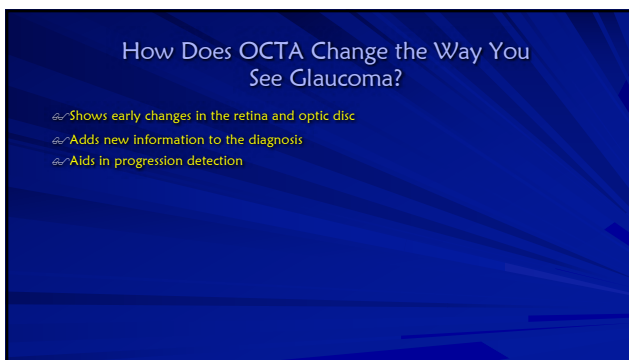 How Does OCTA Change the Way You
See Glaucoma?
Shows early changes in the retina and optic disc
Adds new information to the diagnosis
Aids in progression detection